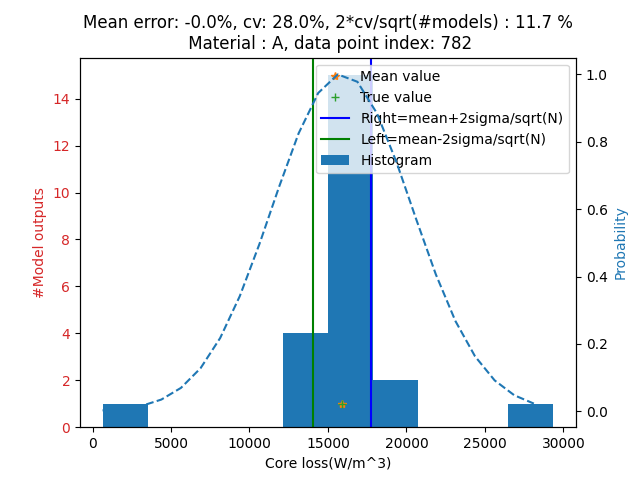 Mean error: -0.0%, cv: 28.0%, 2*cv/sqrt(#models) : 11.7 %
Material : A, data point index: 782
Mean value
True value
Right=mean+2sigma/sqrt(N)
Left=mean-2sigma/sqrt(N)
Histogram
#Model outputs
14
12
10
8
6
4
2
0
Probability
1.0
0.8
0.6
0.4
0.2
0.0
0 5000 10000 15000 20000 25000 30000
Core loss(W/m^3)